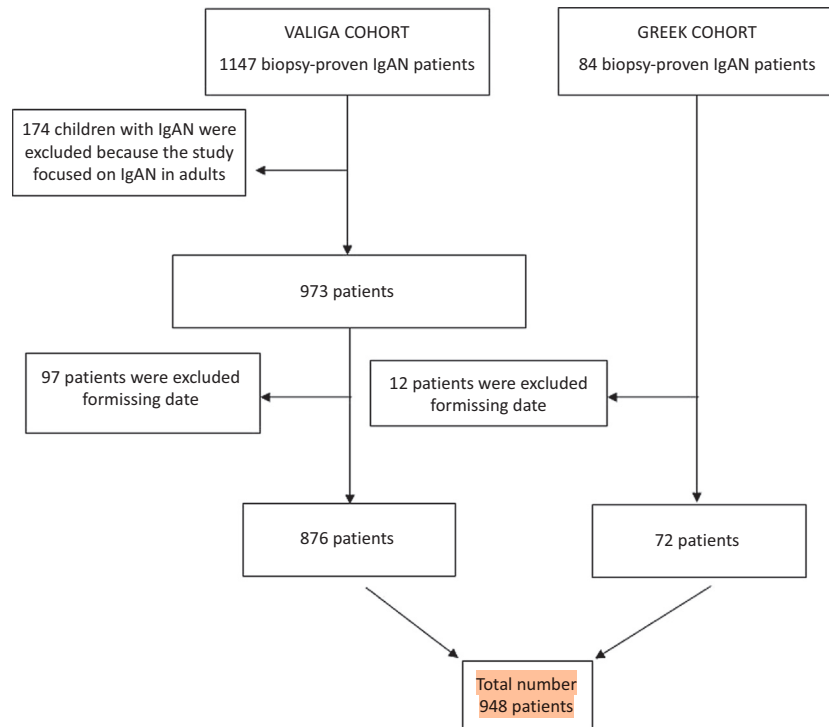 VALIGA COHORT
1147 biopsy-proven IgAN patients
GREEK COHORT
84 biopsy-proven IgAN patients
174 children with IgAN were
excluded because the study
focused on IgAN in adults
973 patients
97 patients were excluded
formissing date
12 patients were excluded
formissing date
876 patients
72 patients
Total number
948 patients